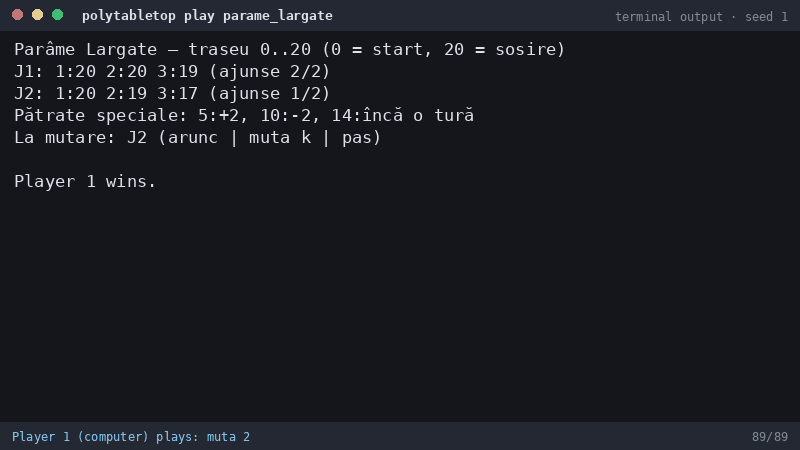 polytabletop play parame_largate
terminal output · seed 1
Parâme Largate — traseu 0..20 (0 = start, 20 = sosire)
J1: 1:20 2:20 3:19 (ajunse 2/2)
J2: 1:20 2:19 3:17 (ajunse 1/2)
Pătrate speciale: 5:+2, 10:-2, 14:încă o tură
La mutare: J2 (arunc | muta k | pas)
Player 1 wins.
Player 1 (computer) plays: muta 2
89/89